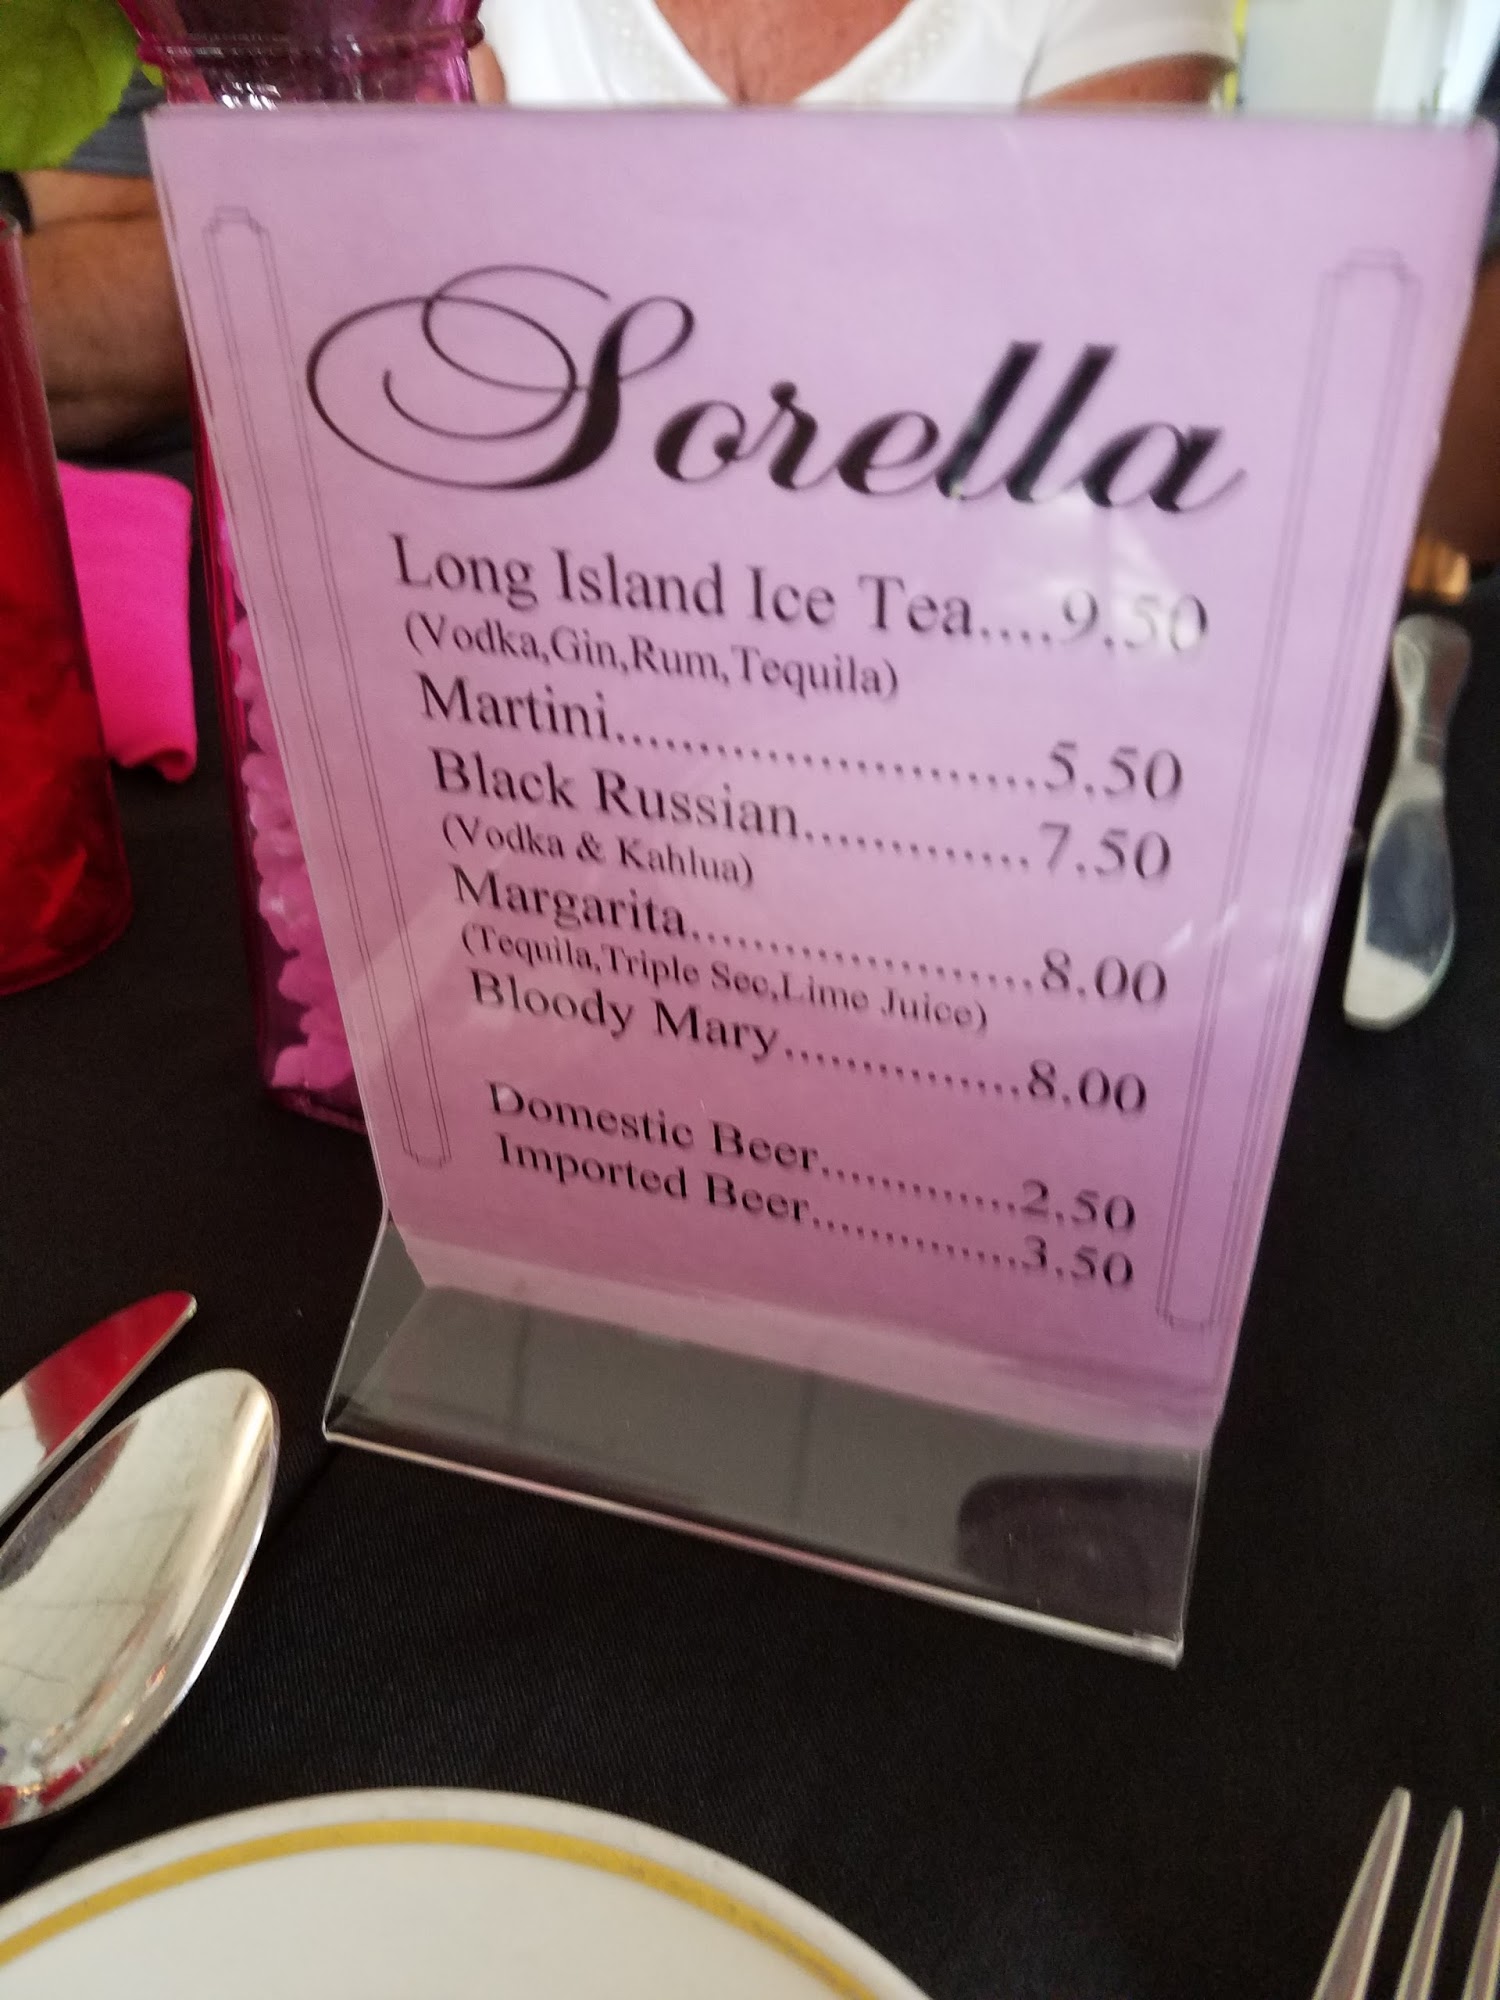 Sorella
Long Island Ice Tea....9.50
(Vodka,Gin,Rum,Tequila)
Martini......................5.50
Black Russian.............7.50
(Vodka & Kahlua)
Margarita..................8.00
(Tequila,Triple Sec,Lime Juice)
Bloody Mary...............8.00
Domestic Beer.............2.50
Imported Beer..............3.50